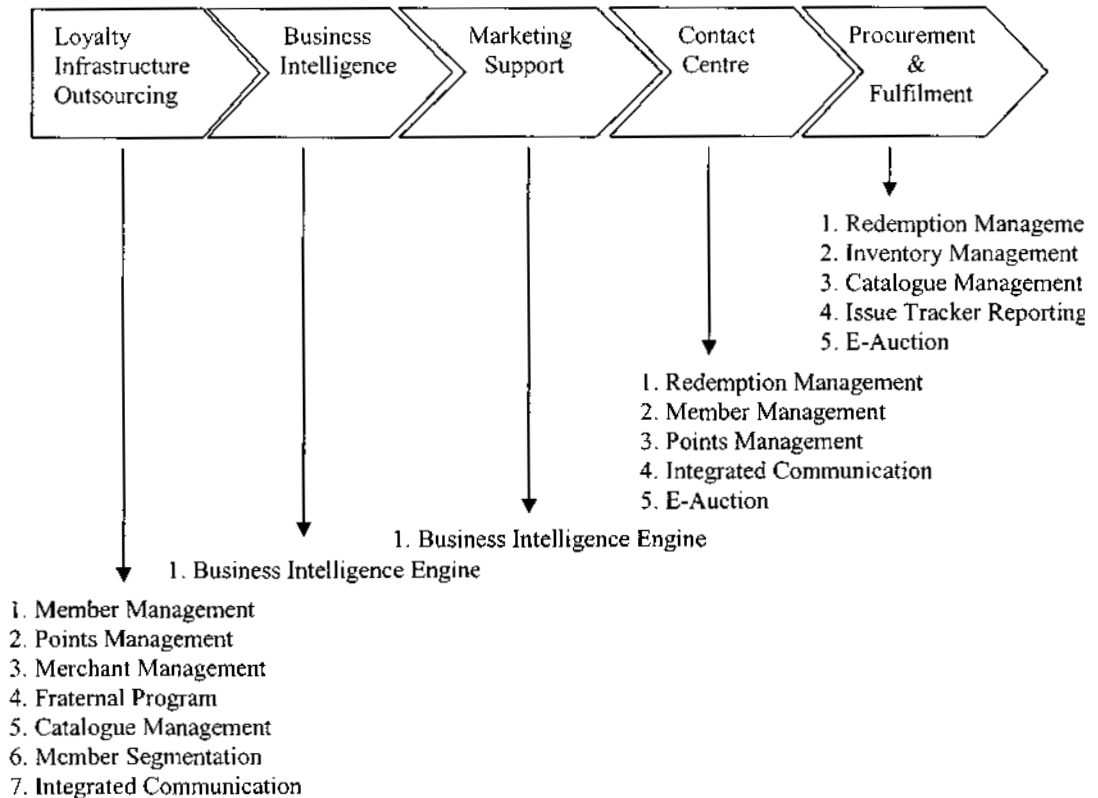 Loyalty
Infrastructure
Outsourcing
Business
Intelligence
Marketing
Support
Contact
Centre
Procurement
&
Fulfilment
1. Redemption Manageme
2. Inventory Management
3. Catalogue Management
4. Issue Tracker Reporting
5. E-Auction
1. Redemption Management
2. Member Management
3. Points Management
4. Integrated Communication
5. E-Auction
1. Business Intelligence Engine
1. Business Intelligence Engine
1. Member Management
2. Points Management
3. Merchant Management
4. Fraternal Program
5. Catalogue Management
6. Member Segmentation
7. Integrated Communication